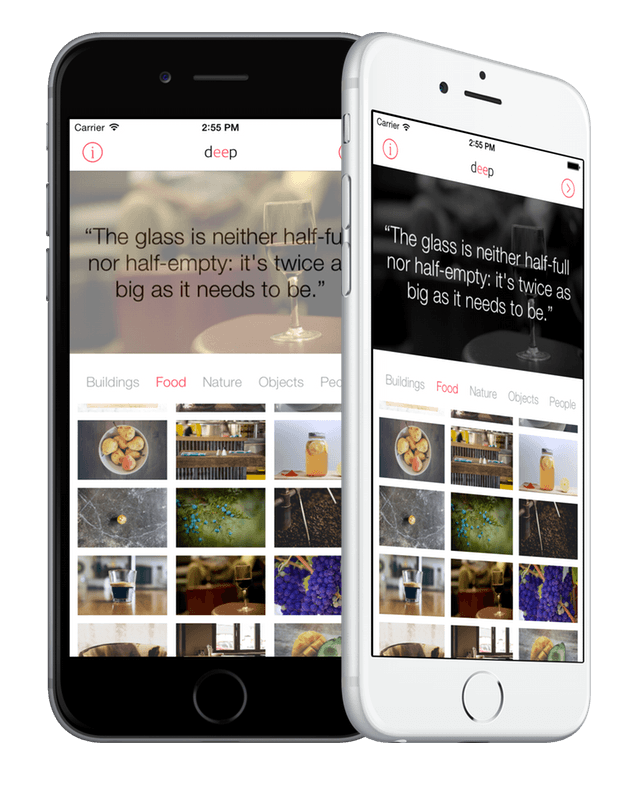 Carrier
2:55 PM
deep
“The glass is neither half-fu
nor half-empty: it's twice a
big as it needs to be.”
Buildings Food Nature Objects Peo
Carrier
2:55 PM
deep
“The glass is neither half-full
nor half-empty: it's twice as
big as it needs to be.”
Buildings Food Nature Objects People